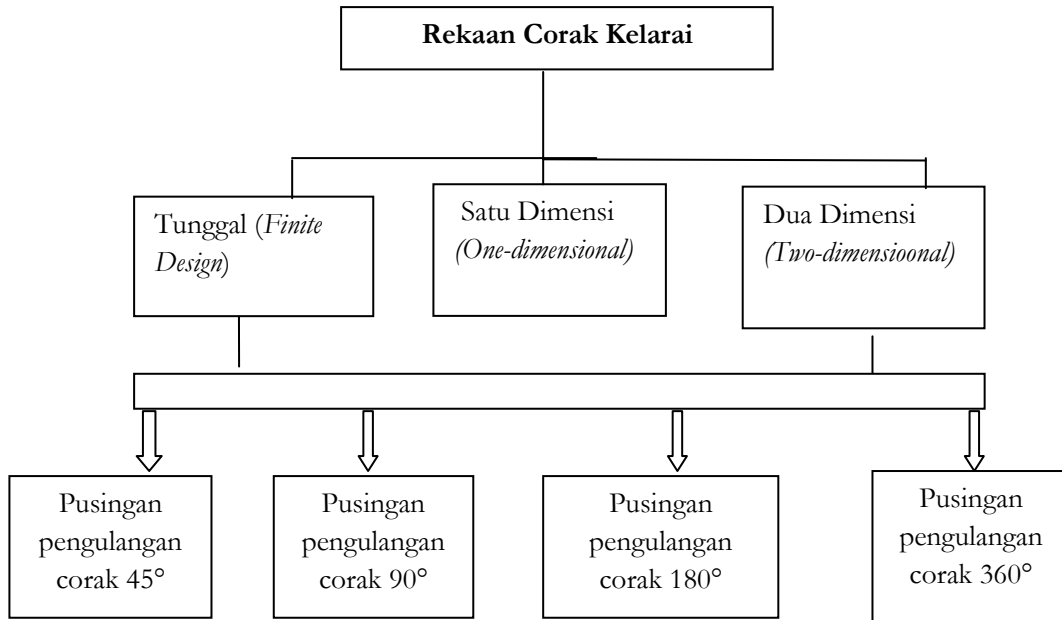 Rekaan Corak Kelarai
Tunggal (Finite
Design)
Satu Dimensi
(One-dimensional)
Dua Dimensi
(Two-dimensioonal)
Pusingan
pengulangan
corak 45°
Pusingan
pengulangan
corak 90°
Pusingan
pengulangan
corak 180°
Pusingan
pengulangan
corak 360°